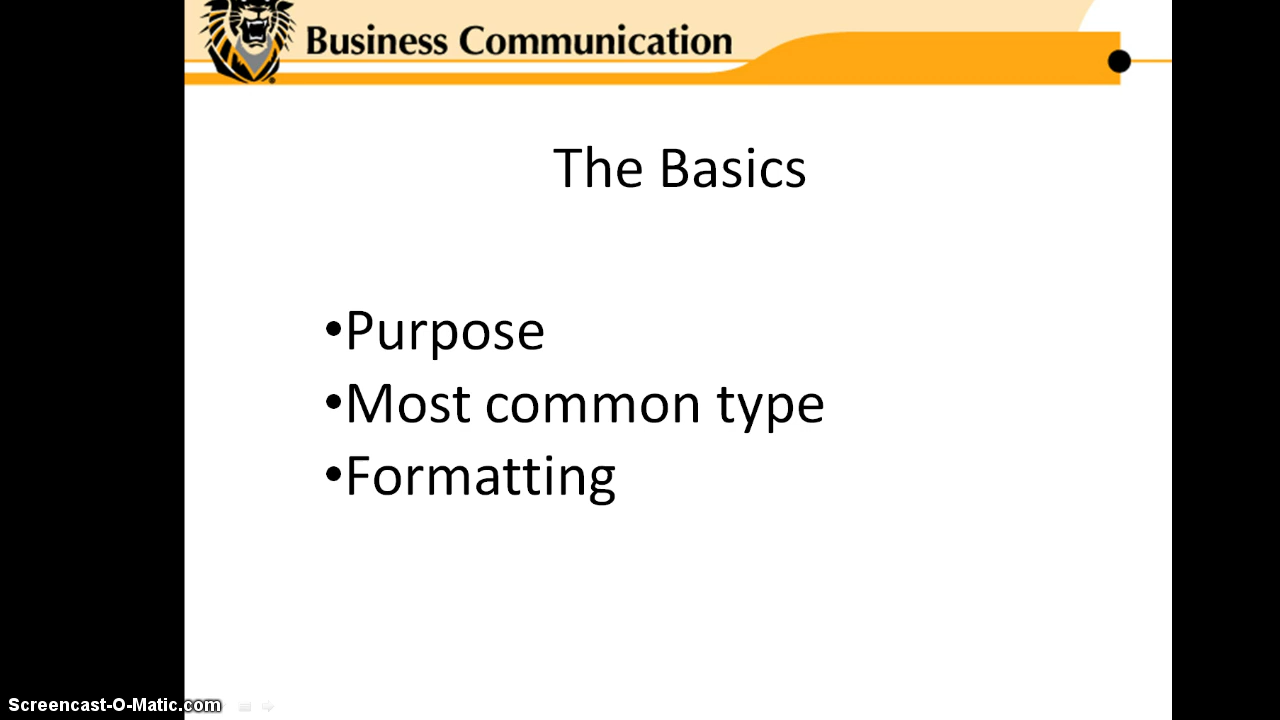 Business Communication
The Basics
•Purpose
•Most common type
•Formatting
Screencast-O-Matic.com